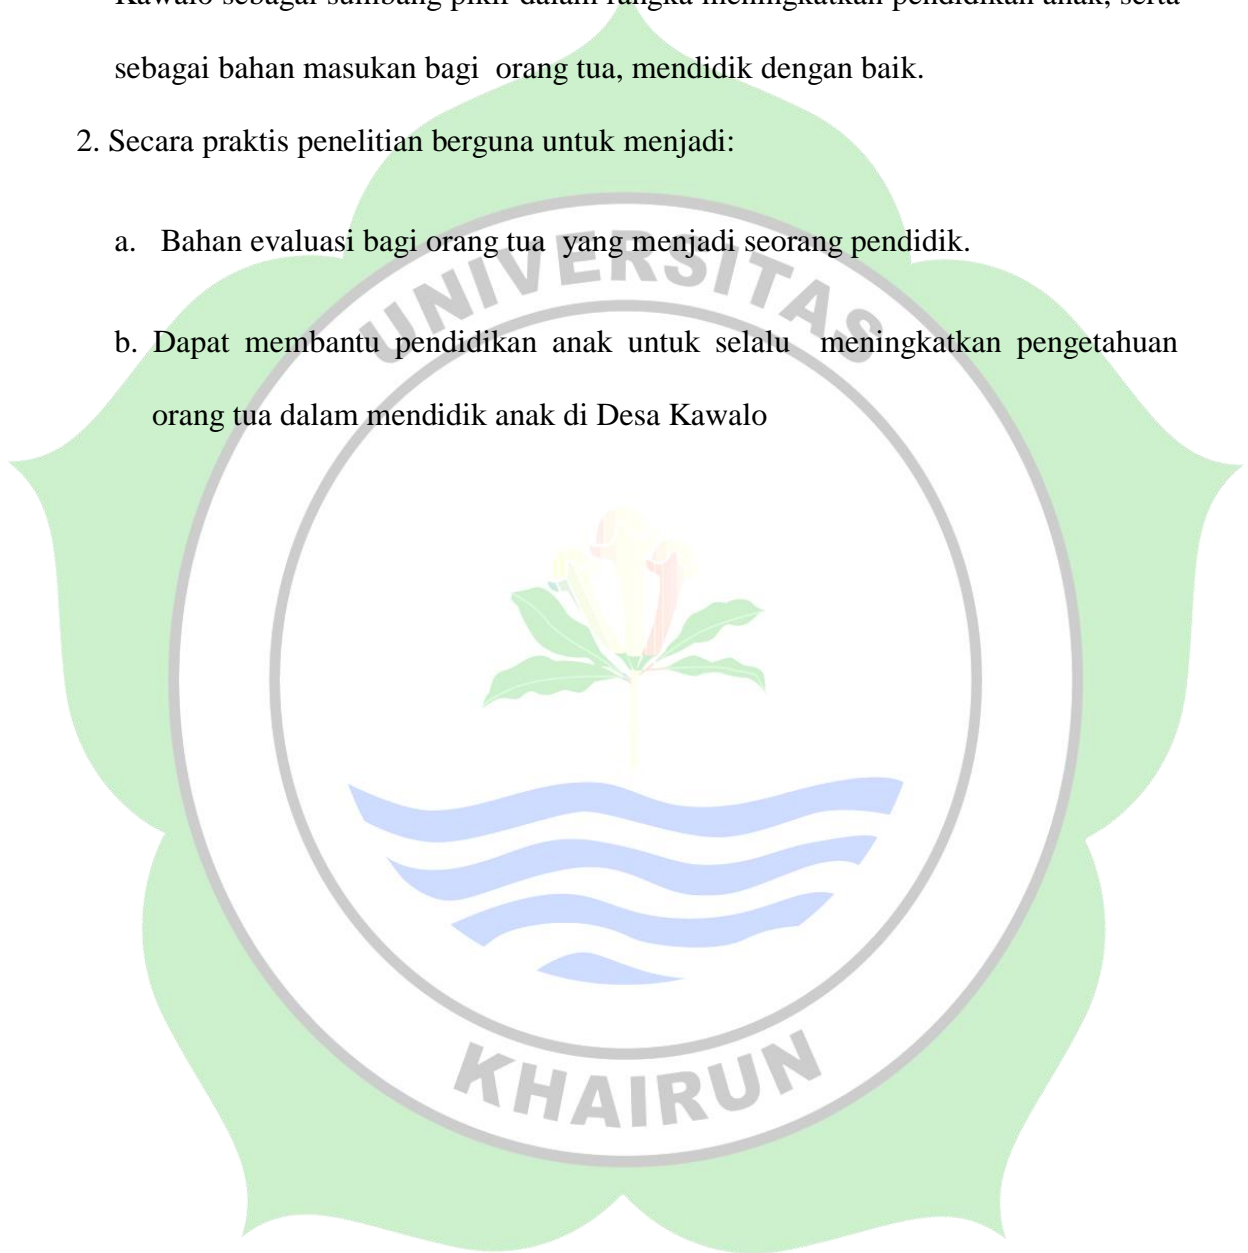 Kawalo sebagai sumbang pikir dalam rangka meningkatkan pendidikan anak, serta
sebagai bahan masukan bagi orang tua, mendidik dengan baik.
2. Secara praktis penelitian berguna untuk menjadi:
a. Bahan evaluasi bagi orang tua yang menjadi seorang pendidik.
b. Dapat membantu pendidikan anak untuk selalu meningkatkan pengetahuan
orang tua dalam mendidik anak di Desa Kawalo
UNIVERSITAS
KHAIRUN